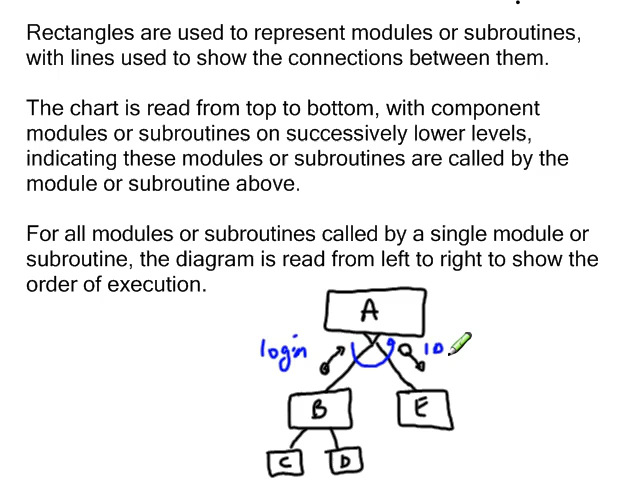 Rectangles are used to represent modules or subroutines,
with lines used to show the connections between them.
The chart is read from top to bottom, with component
modules or subroutines on successively lower levels,
indicating these modules or subroutines are called by the
module or subroutine above.
For all modules or subroutines called by a single module or
subroutine, the diagram is read from left to right to show the
order of execution.
A
login
ID
B
E
C
D